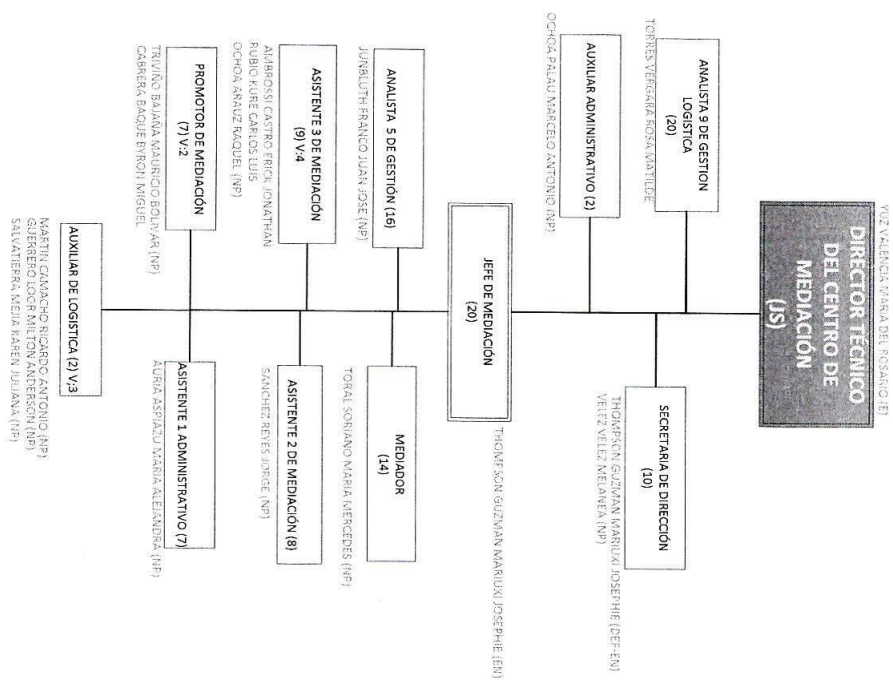 YUZ VALENCIA MARIA DEL ROSARIO (E)
DIRECTOR TECNICO
DEL CENTRO DE
MEDIACIÓN
(JS)
ANALISTA 9 DE GESTION
LOGISTICA
(20)
TORRES VERGARA ROSA MATILDE
SECRETARIA DE DIRECCIÓN
(10)
THOMPSON GUZMAN MARIUXI JOSEPHIE (DEF-EN)
VELEZ VELEZ MELANEA (NP)
AUXILIAR ADMINISTRATIVO (2)
OCHOA PALAU MARCELO ANTONIO (NP)
JEFE DE MEDIACIÓN
(20)
THOMPSON GUZMAN MARIUXI JOSEPHIE (EN)
ANALISTA 5 DE GESTIÓN (16)
JUNBLUTH FRANCO JUAN JOSE (NP)
MEDIADOR
(14)
TORAL SORIANO MARIA MERCEDES (NP)
ASISTENTE 3 DE MEDIACIÓN
(9) V:4
AMBROSSI CASTRO ERICK JONATHAN
RUBIO KURE CARLOS LUIS
OCHOA ARAUZ RAQUEL (NP)
ASISTENTE 2 DE MEDIACIÓN (8)
SANCHEZ REYES JORGE (NP)
PROMOTOR DE MEDIACIÓN
(7) V:2
TRIVIÑO BAJAÑA MAURICIO BOLIVAR (NP)
CABRERA BAQUE BYRON MIGUEL
ASISTENTE 1 ADMINISTRATIVO (7)
AURIA ASPIAZU MARIA ALEJANDRA (NP)
AUXILIAR DE LOGISTICA (2) V;3
MARTIN CAMACHO RICARDO ANTONIO (NP)
GUERRERO LOOR MILTON ANDERSON (NP)
SALVATIERRA MEJIA KAREN JULIANA (NP)